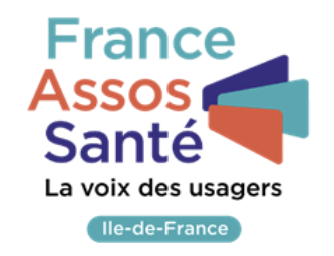 France
Assos
Santé
La voix des usagers
Ile-de-France